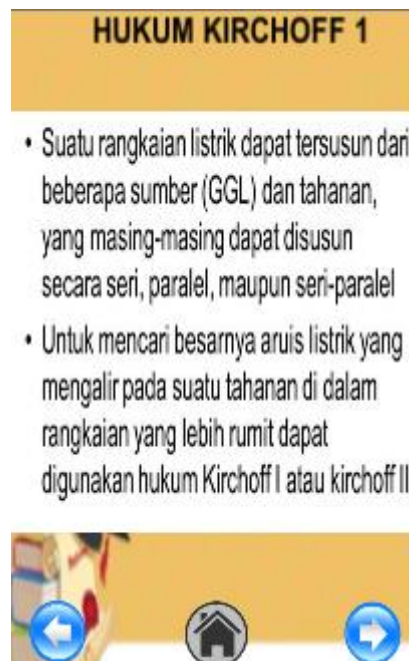 HUKUM KIRCHOFF 1
• Suatu rangkaian listrik dapat tersusun dari
beberapa sumber (GGL) dan tahanan,
yang masing-masing dapat disusun
secara seri, paralel, maupun seri-paralel
• Untuk mencari besarnya aruis listrik yang
mengalir pada suatu tahanan di dalam
rangkaian yang lebih rumit dapat
digunakan hukum Kirchoff I atau kirchoff II